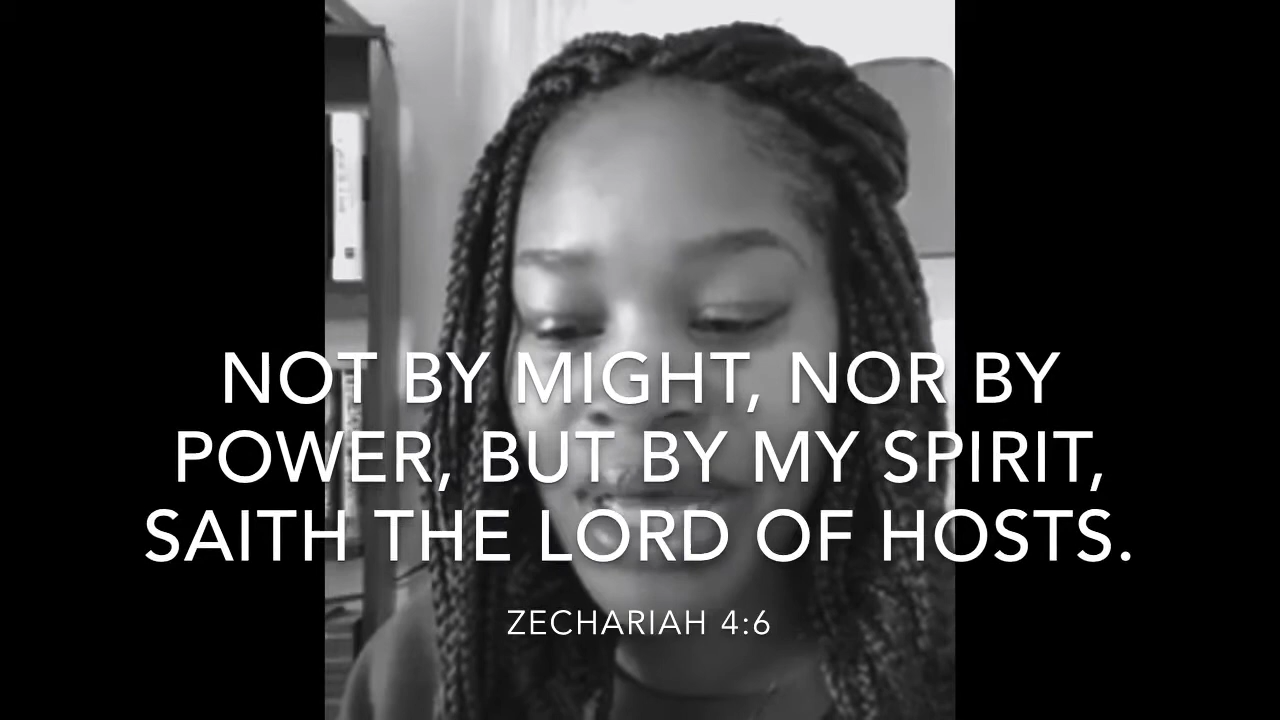 NOT BY MIGHT, NOR BY
POWER, BUT BY MY SPIRIT,
SAITH THE LORD OF HOSTS.
ZECHARIAH 4:6